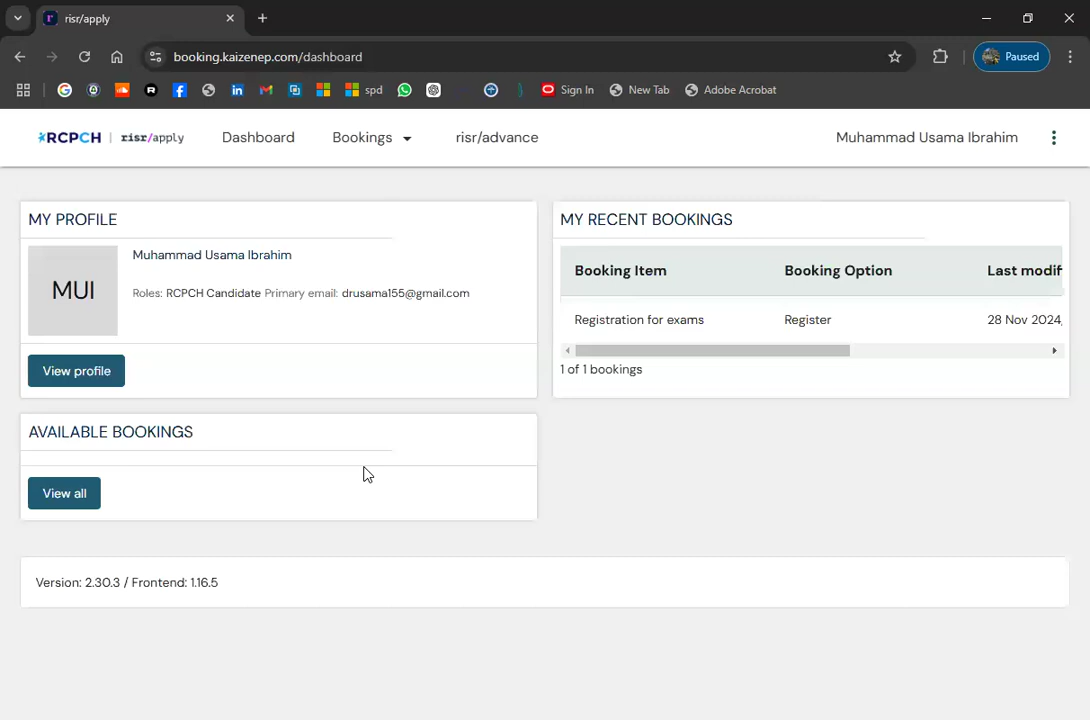 risr/apply
booking.kaizenep.com/dashboard
Paused
spd
Sign In
New Tab
Adobe Acrobat
RCPCH | risr/apply
Dashboard
Bookings
risr/advance
Muhammad Usama Ibrahim
MY PROFILE
MUI
Muhammad Usama Ibrahim
Roles: RCPCH Candidate Primary email: drusama155@gmail.com
View profile
MY RECENT BOOKINGS
Booking Item Booking Option Last modif
Registration for exams Register 28 Nov 2024,
1 of 1 bookings
AVAILABLE BOOKINGS
View all
Version: 2.30.3 / Frontend: 1.16.5